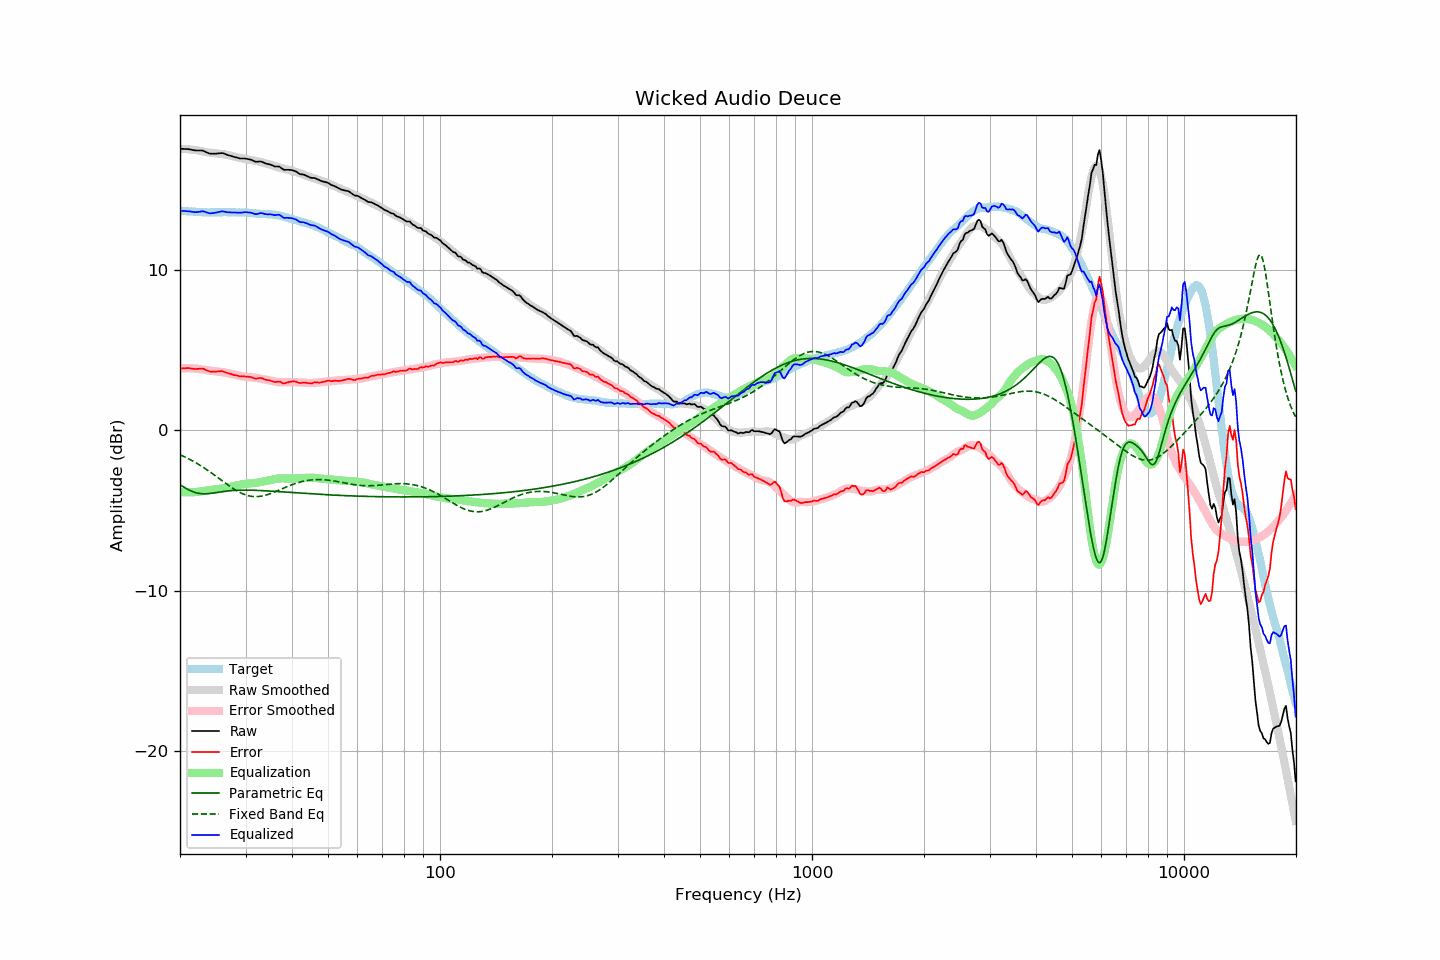 Wicked Audio Deuce
Amplitude (dBr)
10
0
−10
−20
Target
Raw Smoothed
Error Smoothed
Raw
Error
Equalization
Parametric Eq
Fixed Band Eq
Equalized
100
1000
10000
Frequency (Hz)